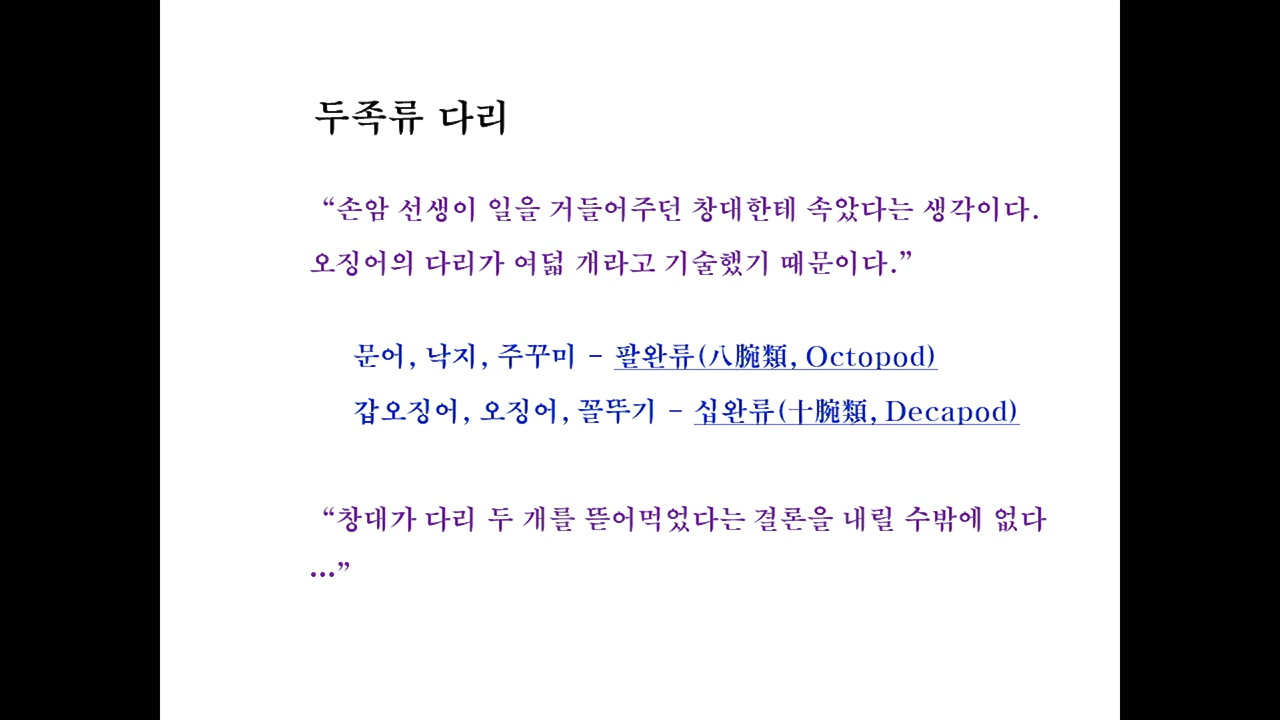 두족류 다리
“손암 선생이 일을 거들어주던 창대한테 속았다는 생각이다.
오징어의 다리가 여덟 개라고 기술했기 때문이다.”
문어, 낙지, 주꾸미 – 팔완류(八腕類, Octopod)
갑오징어, 오징어, 꼴뚜기 – 십완류(十腕類, Decapod)
“창대가 다리 두 개를 뜯어먹었다는 결론을 내릴 수밖에 없다
…”